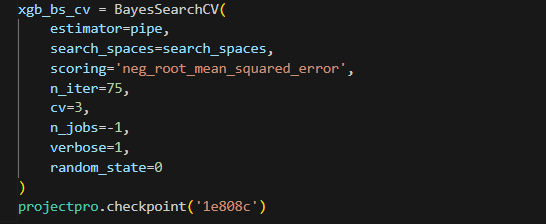 xgb_bs_cv = BayesSearchCV(
    estimator=pipe,
    search_spaces=search_spaces,
    scoring='neg_root_mean_squared_error',
    n_iter=75,
    cv=3,
    n_jobs=-1,
    verbose=1,
    random_state=0
)
projectpro.checkpoint('1e808c')